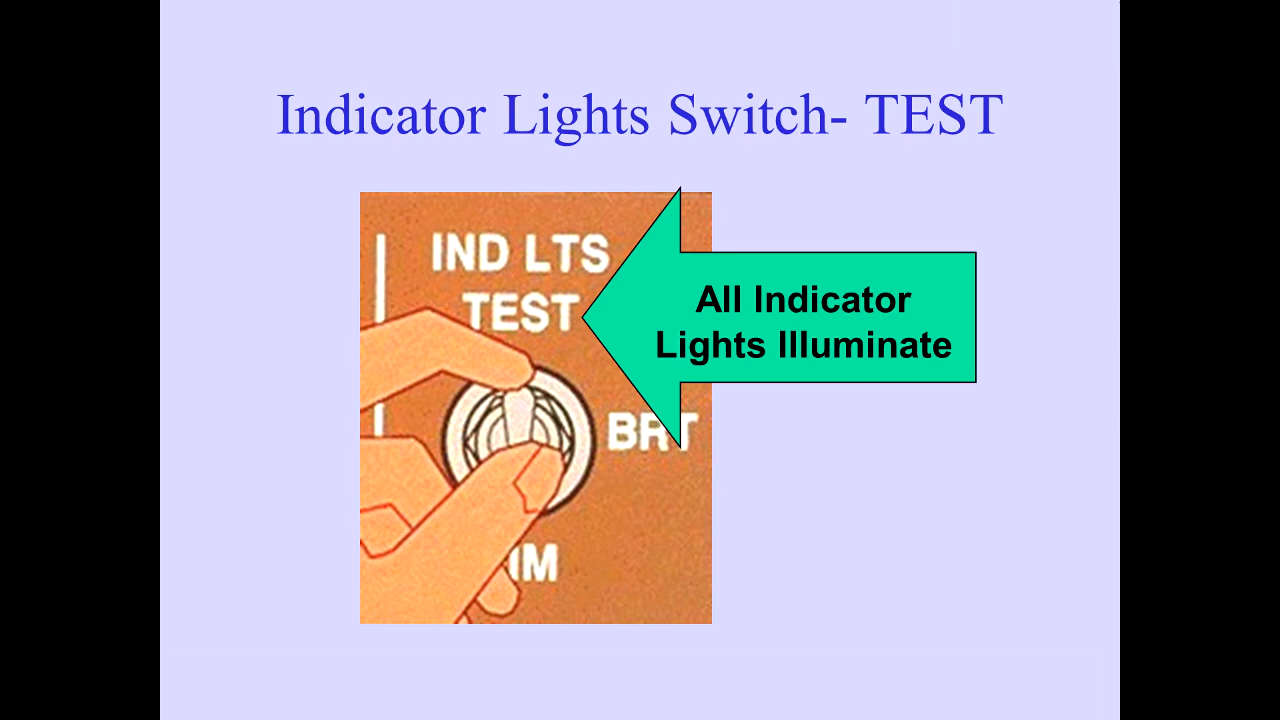 Indicator Lights Switch- TEST
IND LTS
TEST
All Indicator
Lights Illuminate
BRT
IM